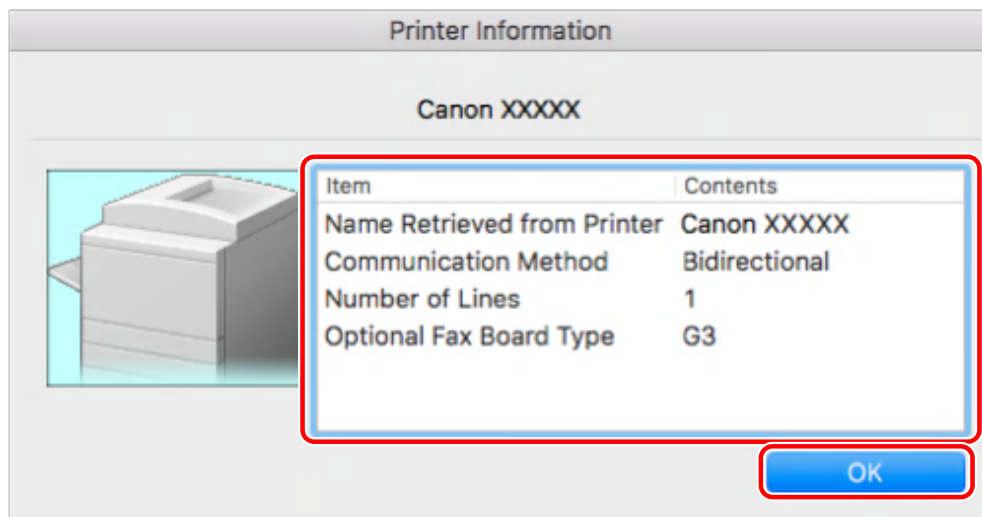 Printer Information
Canon XXXXX
Item Contents
Name Retrieved from Printer Canon XXXXX
Communication Method Bidirectional
Number of Lines 1
Optional Fax Board Type G3
OK